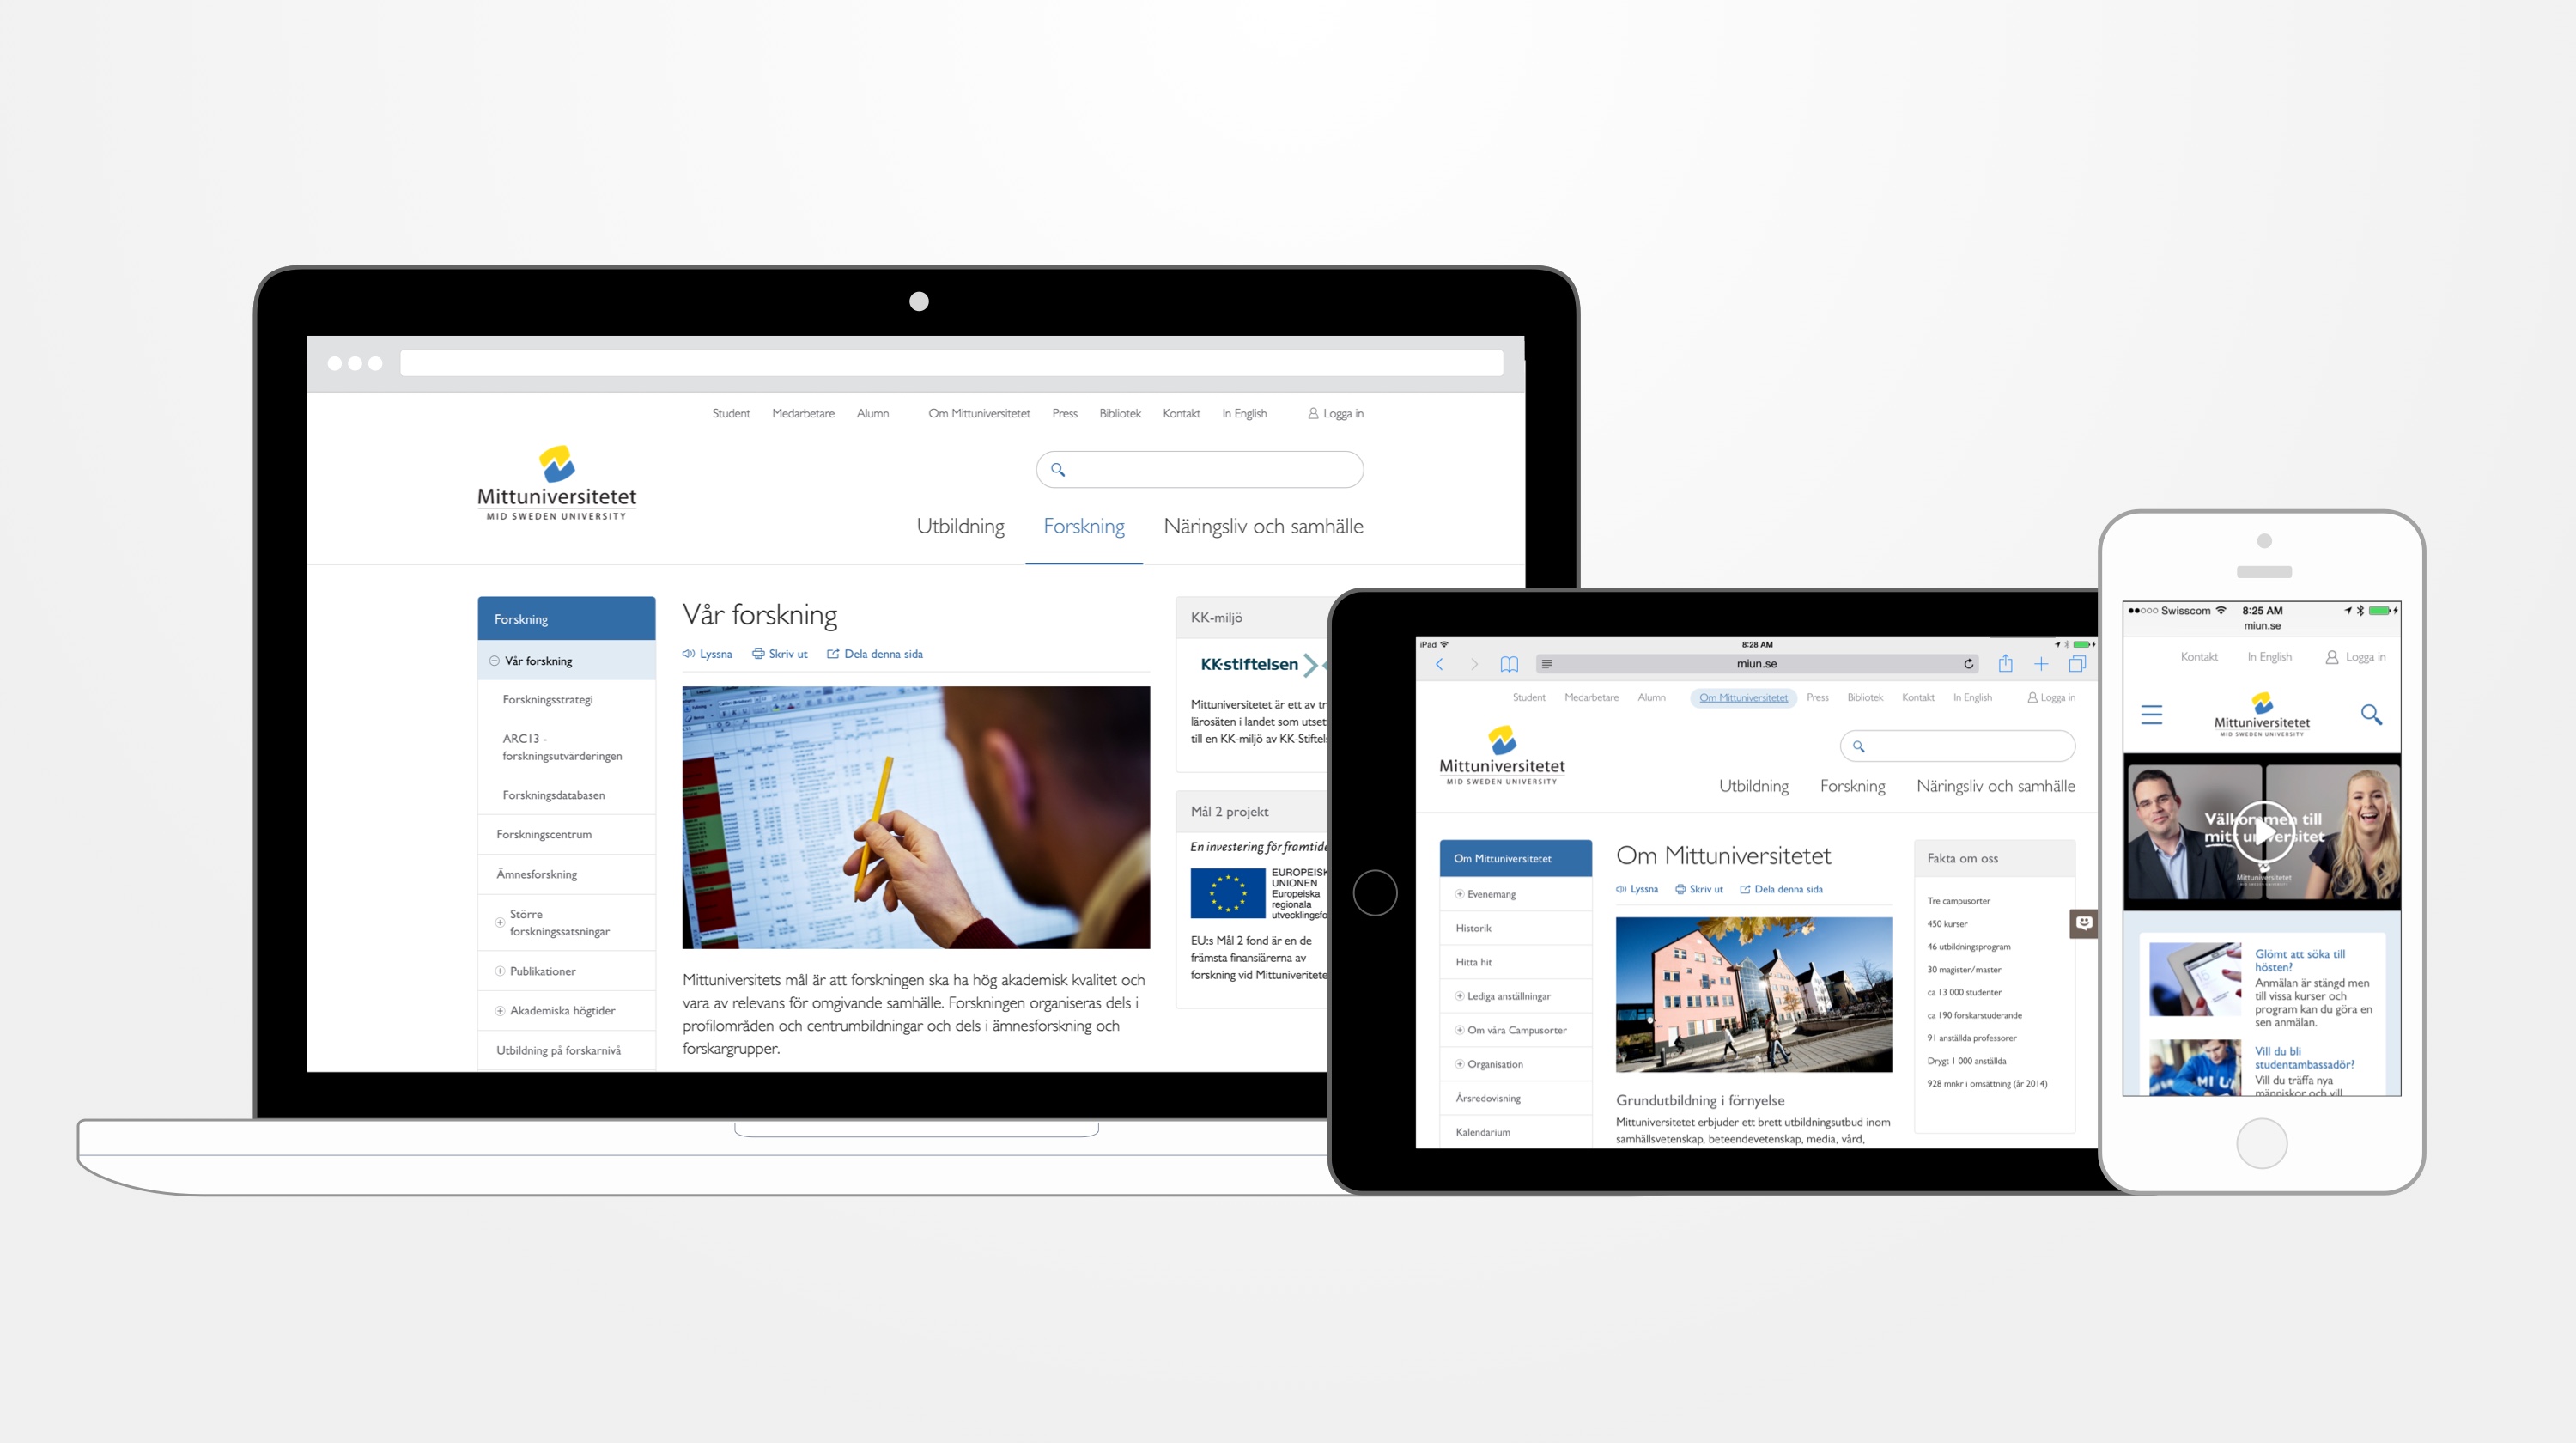 Student Medarbetare Alumn Om Mittuniversitetet Press Bibliotek Kontakt In English Logga in
Mittuniversitetet
MID SWEDEN UNIVERSITY
Utbildning Forskning Näringsliv och samhälle
Forskning
Vår forskning
Forskningsstrategi
ARC13 -
forskningsutvärderingen
Forskningsdatabasen
Forskningscentrum
Ämnesforskning
Större
forskningssatsningar
Publikationer
Akademiska högtider
Utbildning på forskarnivå
Vår forskning
Lyssna Skriv ut Dela denna sida
Mittuniversitets mål är att forskningen ska ha hög akademisk kvalitet och
vara av relevans för omgivande samhälle. Forskningen organiseras dels i
profilområden och centrumbildningar och dels i ämnesforskning och
forskargrupper.
KK-miljö
KK-stiftelsen
Mittuniversitetet är ett av tr
lärosäten i landet som utset
till en KK-miljö av KK-Stiftels
Mål 2 projekt
En investering för framtide
EUROPEISK
UNIONEN
Europeiska
regionala
utvecklingsfo
EU:s Mål 2 fond är en de
främsta finansiärerna av
forskning vid Mittuniveritete
iPad 8:28 AM
miun.se
Student Medarbetare Alumn Om Mittuniversitetet Press Bibliotek Kontakt In English Logga in
Mittuniversitetet
MID SWEDEN UNIVERSITY
Utbildning Forskning Näringsliv och samhälle
Om Mittuniversitetet
Evenemang
Historik
Hitta hit
Lediga anställningar
Om våra Campusorter
Organisation
Årsredovisning
Kalendarium
Om Mittuniversitetet
Lyssna Skriv ut Dela denna sida
Grundutbildning i förnyelse
Mittuniversitetet erbjuder ett brett utbildningsutbud inom
samhällsvetenskap, beteendevetenskap, media, vård,
Fakta om oss
Tre campusorter
450 kurser
46 utbildningsprogram
30 magister/master
ca 13 000 studenter
ca 190 forskarstuderande
91 anställda professorer
Drygt 1 000 anställda
928 mnkr i omsättning (år 2014)
Swisscom 8:25 AM
miun.se
Kontakt In English Logga in
Mittuniversitetet
MID SWEDEN UNIVERSITY
Välkommen till
mitt universitet
Mittuniversitetet
Glömt att söka till
hösten?
Anmälan är stängd men
till vissa kurser och
program kan du göra en
sen anmälan.
Vill du bli
studentambassadör?
Vill du träffa nya
människor och vill